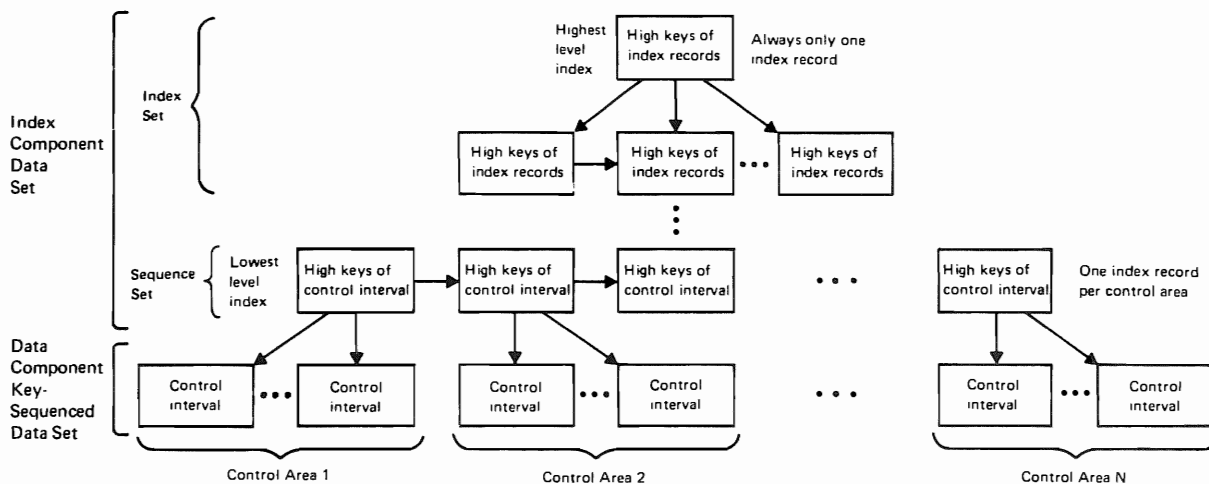 Highest
level
index
High keys of
index records
Always only one
index record
Index
Set
Index
Component
Data
Set
High keys of
index records
High keys of
index records
High keys of
index records
Sequence
Set
Lowest
level
index
High keys of
control interval
High keys of
control interval
High keys of
control interval
High keys of
control interval
One index record
per control area
Data
Component
Key-
Sequenced
Data Set
Control
interval
Control
interval
Control
interval
Control
interval
Control
interval
Control
interval
Control Area 1
Control Area 2
Control Area N